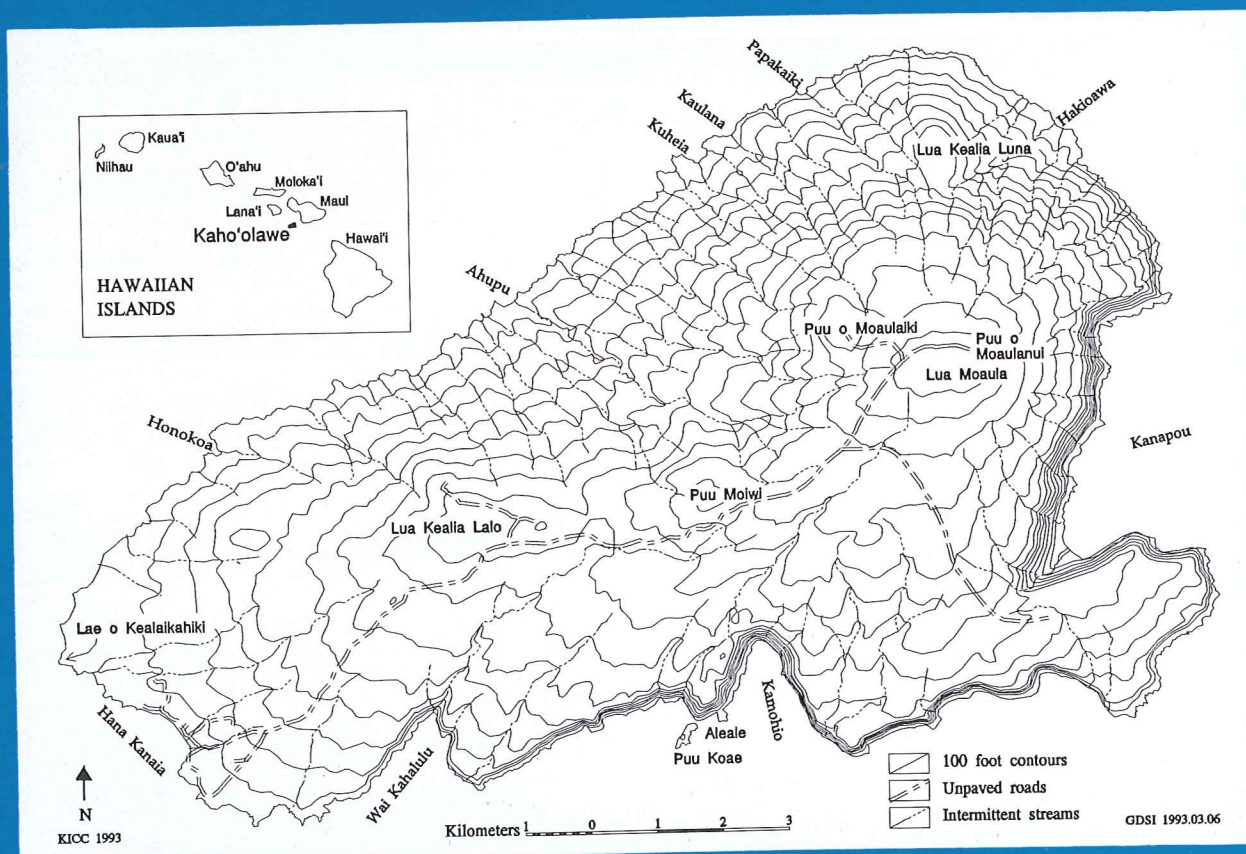 Kaua'i
Niihau
O'ahu
Moloka'i
Lana'i
Maui
Kaho'olawe
Hawai'i
HAWAIIAN
ISLANDS
Papakaiki
Kaulana
Kuheia
Hakioawa
Lua Kealia Luna
Ahupu
Puu o Moaulaiki
Puu o
Moaulanui
Lua Moaula
Honokoa
Kanapou
Puu Moiwi
Lua Kealia Lalo
Lae o Kealaikahiki
Hana Kanaia
Wai Kahalulu
Aleale
Puu Koae
Kamohio
100 foot contours
Unpaved roads
Intermittent streams
N
KICC 1993
Kilometers 1 0 1 2 3
GDSI 1993.03.06